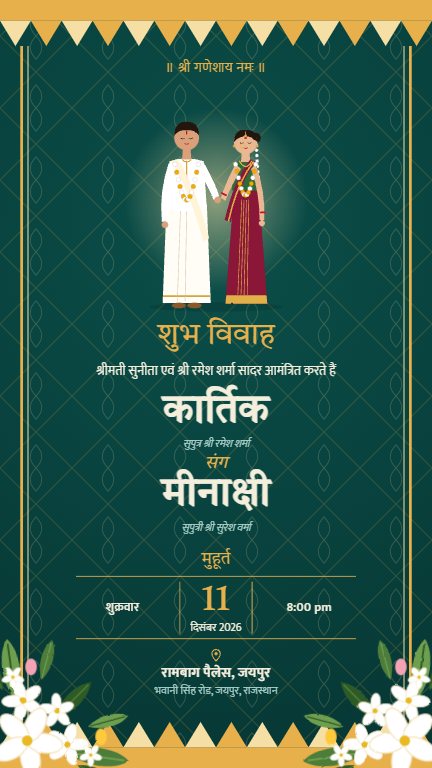 ॥ श्री गणेशाय नमः ॥
शुभ विवाह
श्रीमती सुनीता एवं श्री रमेश शर्मा सादर आमंत्रित करते हैं
कार्तिक
सुपुत्र श्री रमेश शर्मा
संग
मीनाक्षी
सुपुत्री श्री सुरेश वर्मा
मुहूर्त
शुक्रवार
11
दिसंबर 2026
8:00 pm
रामबाग पैलेस, जयपुर
भवानी सिंह रोड, जयपुर, राजस्थान